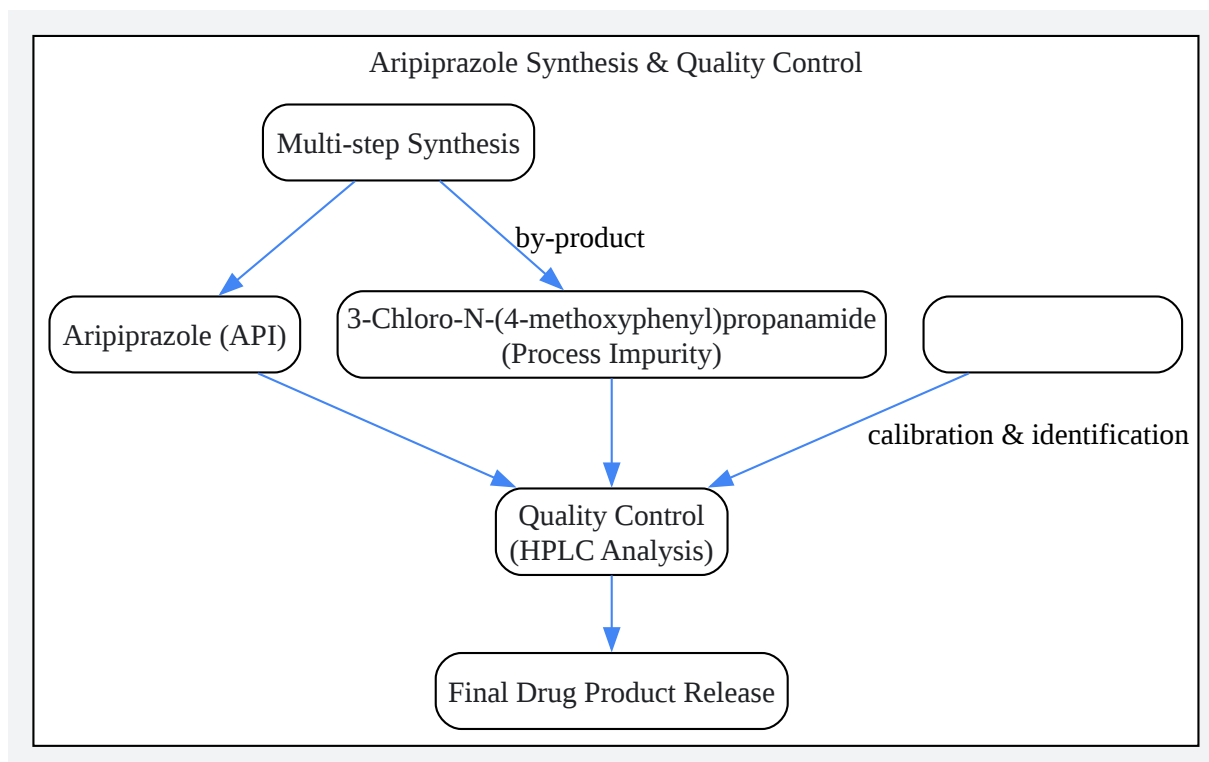 Aripiprazole Synthesis & Quality Control
Multi-step Synthesis
by-product
Aripiprazole (API)
3-Chloro-N-(4-methoxyphenyl)propanamide
(Process Impurity)
calibration & identification
Quality Control
(HPLC Analysis)
Final Drug Product Release